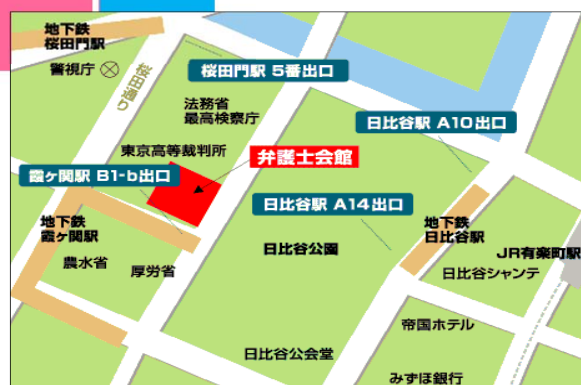 地下鉄
桜田門駅
警視庁
桜田通り
桜田門駅 5番出口
法務省
最高検察庁
日比谷駅 A10出口
東京高等裁判所
弁護士会館
霞ヶ関駅 B1-b出口
日比谷駅 A14出口
地下鉄
霞ヶ関駅
地下鉄
日比谷駅
日比谷公園
JR有楽町駅
農水省
厚労省
日比谷シャンテ
帝国ホテル
日比谷公会堂
みずほ銀行